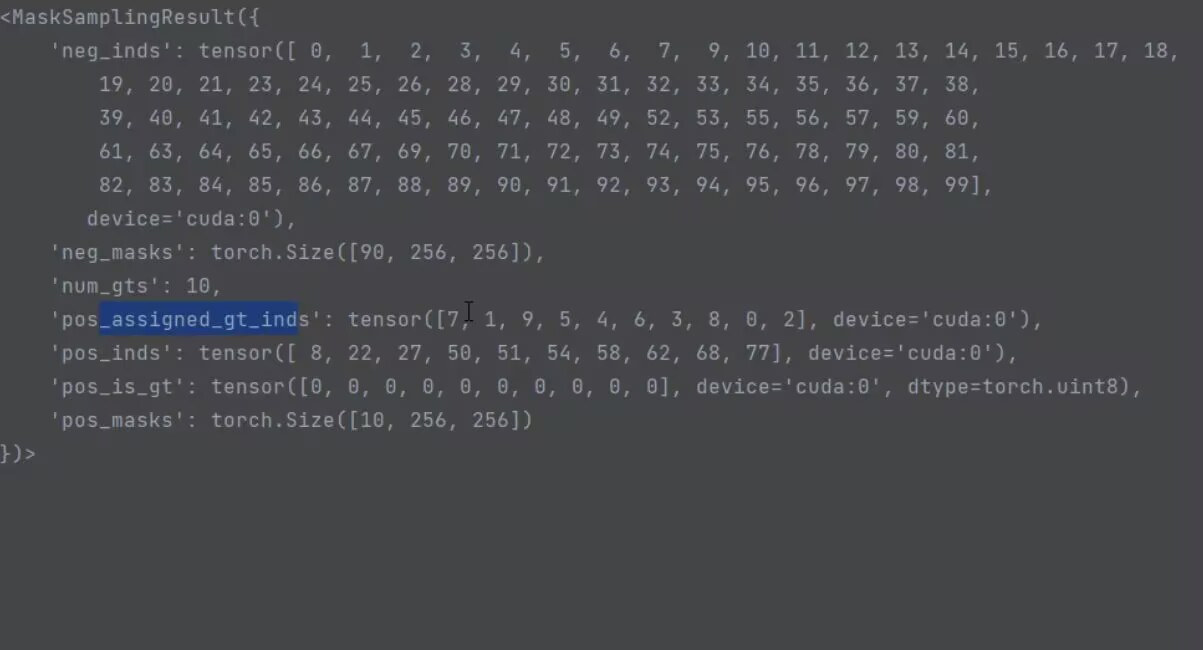 <MaskSamplingResult({
    'neg_inds': tensor([ 0,  1,  2,  3,  4,  5,  6,  7,  9, 10, 11, 12, 13, 14, 15, 16, 17, 18,
        19, 20, 21, 23, 24, 25, 26, 28, 29, 30, 31, 32, 33, 34, 35, 36, 37, 38,
        39, 40, 41, 42, 43, 44, 45, 46, 47, 48, 49, 52, 53, 55, 56, 57, 59, 60,
        61, 63, 64, 65, 66, 67, 69, 70, 71, 72, 73, 74, 75, 76, 78, 79, 80, 81,
        82, 83, 84, 85, 86, 87, 88, 89, 90, 91, 92, 93, 94, 95, 96, 97, 98, 99],
       device='cuda:0'),
    'neg_masks': torch.Size([90, 256, 256]),
    'num_gts': 10,
    'pos_assigned_gt_inds': tensor([7, 1, 9, 5, 4, 6, 3, 8, 0, 2], device='cuda:0'),
    'pos_inds': tensor([ 8, 22, 27, 50, 51, 54, 58, 62, 68, 77], device='cuda:0'),
    'pos_is_gt': tensor([0, 0, 0, 0, 0, 0, 0, 0, 0, 0], device='cuda:0', dtype=torch.uint8),
    'pos_masks': torch.Size([10, 256, 256])
})>